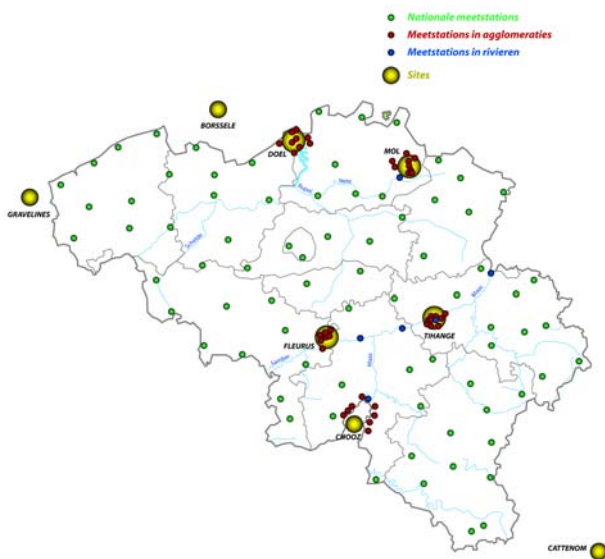 Nationale meetstations
Meetstations in agglomeraties
Meetstations in rivieren
Sites
BORSSELE
DOEL
MOL
GRAVELINES
Nete
Schelde
Maas
FLEURUS
TIHANGE
Sambre
Maas
CHOOZ
CATTENOM